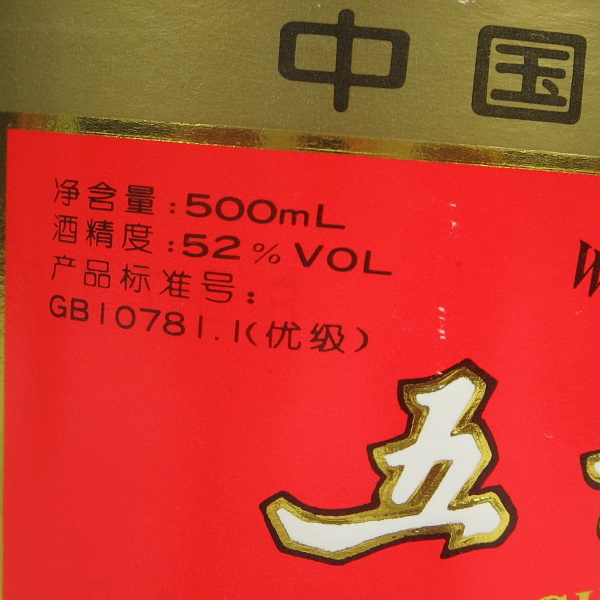 中国
净含量:500mL
酒精度:52%VOL
产品标准号:
GB10781.1(优级)
W
五